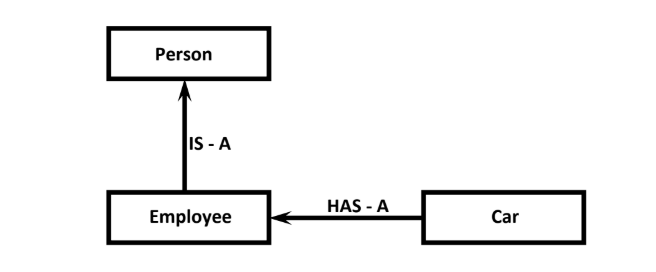 Person
IS - A
Employee
HAS - A
Car